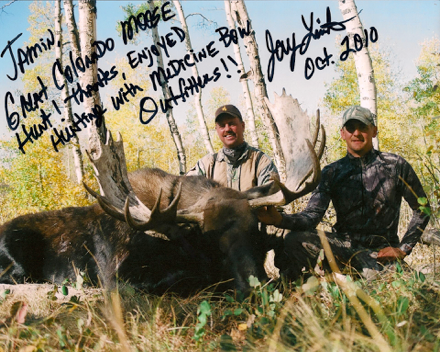 Jamin
Great Colorado Moose
Hunt! Thanks, Enjoyed
Hunting with Medicine Bow
Outfitters!!
Oct. 2010